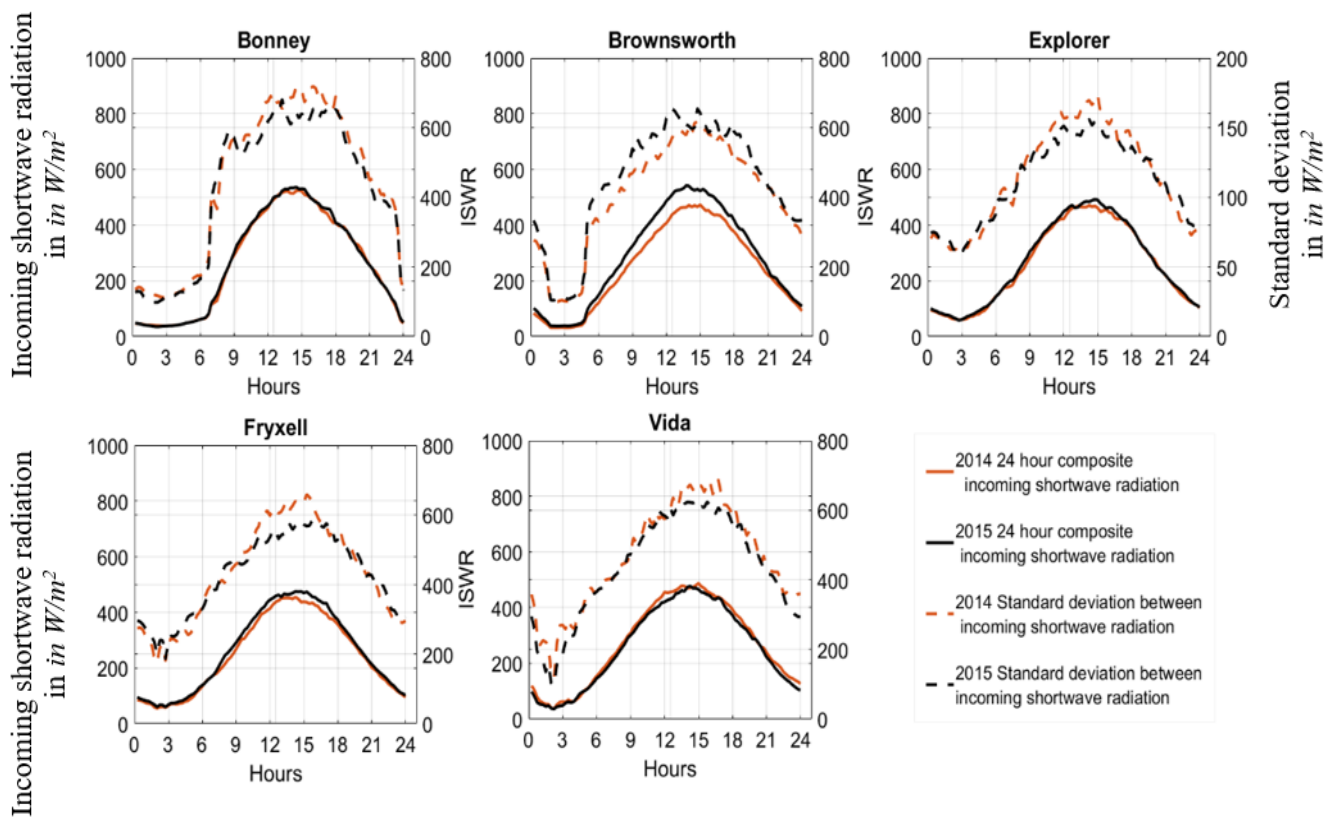 Incoming shortwave radiation
in in W/m²
Bonney
1000
800
600
400
200
0
800
600
400
200
0
0 3 6 9 12 15 18 21 24
Hours
Brownsworth
ISWR
1000
800
600
400
200
0
800
600
400
200
0
0 3 6 9 12 15 18 21 24
Hours
Explorer
ISWR
1000
800
600
400
200
0
200
150
100
50
0
0 3 6 9 12 15 18 21 24
Hours
Standard deviation
in in W/m²
Incoming shortwave radiation
in in W/m²
Fryxell
1000
800
600
400
200
0
800
600
400
200
0
0 3 6 9 12 15 18 21 24
Hours
Vida
ISWR
1000
800
600
400
200
0
800
600
400
200
0
0 3 6 9 12 15 18 21 24
Hours
2014 24 hour composite
incoming shortwave radiation
2015 24 hour composite
incoming shortwave radiation
2014 Standard deviation between
incoming shortwave radiation
2015 Standard deviation between
incoming shortwave radiation